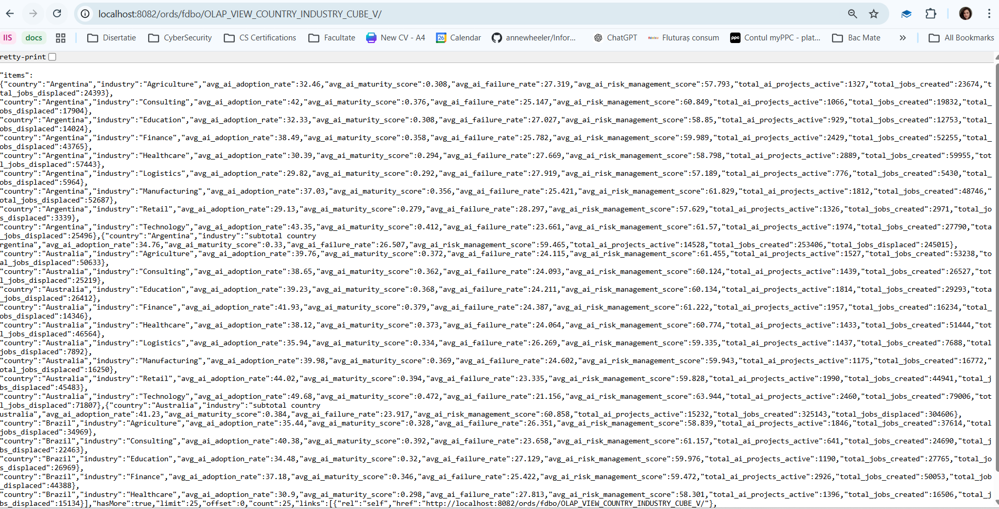 localhost:8082/ords/fdbo/OLAP_VIEW_COUNTRY_INDUSTRY_CUBE_V/
IIS docs Disertatie CyberSecurity CS Certifications Facultate New CV - A4 26 Calendar annewheeler/Infor... ChatGPT Fluturaș consum ppc Contul myPPC - plat... Bac Mate » All Bookmarks
retty-print
"items":
{"country":"Argentina","industry":"Agriculture","avg_ai_adoption_rate":32.46,"avg_ai_maturity_score":0.308,"avg_ai_failure_rate":27.319,"avg_ai_risk_management_score":57.793,"total_ai_projects_active":1327,"total_jobs_created":23674,"t
tal_jobs_displaced":24393},
"country":"Argentina","industry":"Consulting","avg_ai_adoption_rate":42,"avg_ai_maturity_score":0.376,"avg_ai_failure_rate":25.147,"avg_ai_risk_management_score":60.849,"total_ai_projects_active":1066,"total_jobs_created":19832,"total_
obs_displaced":17904},
"country":"Argentina","industry":"Education","avg_ai_adoption_rate":32.33,"avg_ai_maturity_score":0.308,"avg_ai_failure_rate":27.027,"avg_ai_risk_management_score":58.85,"total_ai_projects_active":929,"total_jobs_created":12753,"total_
obs_displaced":14024},
"country":"Argentina","industry":"Finance","avg_ai_adoption_rate":38.49,"avg_ai_maturity_score":0.358,"avg_ai_failure_rate":25.782,"avg_ai_risk_management_score":59.989,"total_ai_projects_active":2429,"total_jobs_created":52255,"total_
obs_displaced":43765},
"country":"Argentina","industry":"Healthcare","avg_ai_adoption_rate":30.39,"avg_ai_maturity_score":0.294,"avg_ai_failure_rate":27.669,"avg_ai_risk_management_score":58.798,"total_ai_projects_active":2889,"total_jobs_created":59955,"tot
l_jobs_displaced":57443},
"country":"Argentina","industry":"Logistics","avg_ai_adoption_rate":29.82,"avg_ai_maturity_score":0.292,"avg_ai_failure_rate":27.919,"avg_ai_risk_management_score":57.189,"total_ai_projects_active":776,"total_jobs_created":5430,"total_
obs_displaced":5964},
"country":"Argentina","industry":"Manufacturing","avg_ai_adoption_rate":37.03,"avg_ai_maturity_score":0.356,"avg_ai_failure_rate":25.421,"avg_ai_risk_management_score":61.829,"total_ai_projects_active":1812,"total_jobs_created":48746,"
otal_jobs_displaced":52687},
"country":"Argentina","industry":"Retail","avg_ai_adoption_rate":29.13,"avg_ai_maturity_score":0.279,"avg_ai_failure_rate":28.297,"avg_ai_risk_management_score":57.629,"total_ai_projects_active":1326,"total_jobs_created":2971,"total_jo
s_displaced":3339},
"country":"Argentina","industry":"Technology","avg_ai_adoption_rate":43.35,"avg_ai_maturity_score":0.412,"avg_ai_failure_rate":23.661,"avg_ai_risk_management_score":61.57,"total_ai_projects_active":1974,"total_jobs_created":27790,"tota
_jobs_displaced":25496},{"country":"Argentina","industry":"subtotal country
rgentina","avg_ai_adoption_rate":34.76,"avg_ai_maturity_score":0.33,"avg_ai_failure_rate":26.507,"avg_ai_risk_management_score":59.465,"total_ai_projects_active":14528,"total_jobs_created":253406,"total_jobs_displaced":245015},
"country":"Australia","industry":"Agriculture","avg_ai_adoption_rate":39.76,"avg_ai_maturity_score":0.372,"avg_ai_failure_rate":24.115,"avg_ai_risk_management_score":61.455,"total_ai_projects_active":1527,"total_jobs_created":53238,"to
al_jobs_displaced":50633},
"country":"Australia","industry":"Consulting","avg_ai_adoption_rate":38.65,"avg_ai_maturity_score":0.362,"avg_ai_failure_rate":24.093,"avg_ai_risk_management_score":60.124,"total_ai_projects_active":1439,"total_jobs_created":26527,"tot
l_jobs_displaced":25219},
"country":"Australia","industry":"Education","avg_ai_adoption_rate":39.23,"avg_ai_maturity_score":0.368,"avg_ai_failure_rate":24.211,"avg_ai_risk_management_score":60.134,"total_ai_projects_active":1814,"total_jobs_created":29293,"tota
_jobs_displaced":26412},
"country":"Australia","industry":"Finance","avg_ai_adoption_rate":41.93,"avg_ai_maturity_score":0.379,"avg_ai_failure_rate":24.387,"avg_ai_risk_management_score":61.222,"total_ai_projects_active":1957,"total_jobs_created":16234,"total_
obs_displaced":14346},
"country":"Australia","industry":"Healthcare","avg_ai_adoption_rate":38.12,"avg_ai_maturity_score":0.373,"avg_ai_failure_rate":24.064,"avg_ai_risk_management_score":60.774,"total_ai_projects_active":1433,"total_jobs_created":51444,"tot
l_jobs_displaced":46564},
"country":"Australia","industry":"Logistics","avg_ai_adoption_rate":35.94,"avg_ai_maturity_score":0.334,"avg_ai_failure_rate":26.269,"avg_ai_risk_management_score":59.335,"total_ai_projects_active":1437,"total_jobs_created":7688,"total
jobs_displaced":7892},
"country":"Australia","industry":"Manufacturing","avg_ai_adoption_rate":39.98,"avg_ai_maturity_score":0.369,"avg_ai_failure_rate":24.602,"avg_ai_risk_management_score":59.943,"total_ai_projects_active":1175,"total_jobs_created":16772,"t
otal_jobs_displaced":16250},
"country":"Australia","industry":"Retail","avg_ai_adoption_rate":44.02,"avg_ai_maturity_score":0.394,"avg_ai_failure_rate":23.335,"avg_ai_risk_management_score":59.828,"total_ai_projects_active":1990,"total_jobs_created":44941,"total_j
bs_displaced":45483},
"country":"Australia","industry":"Technology","avg_ai_adoption_rate":49.68,"avg_ai_maturity_score":0.472,"avg_ai_failure_rate":21.156,"avg_ai_risk_management_score":63.944,"total_ai_projects_active":2460,"total_jobs_created":79006,"tot
l_jobs_displaced":71807},{"country":"Australia","industry":"subtotal country
ustralia","avg_ai_adoption_rate":41.23,"avg_ai_maturity_score":0.384,"avg_ai_failure_rate":23.917,"avg_ai_risk_management_score":60.858,"total_ai_projects_active":15232,"total_jobs_created":325143,"total_jobs_displaced":304606},
"country":"Brazil","industry":"Agriculture","avg_ai_adoption_rate":35.44,"avg_ai_maturity_score":0.328,"avg_ai_failure_rate":26.351,"avg_ai_risk_management_score":58.839,"total_ai_projects_active":1846,"total_jobs_created":37614,"total
jobs_displaced":34969},
"country":"Brazil","industry":"Consulting","avg_ai_adoption_rate":40.38,"avg_ai_maturity_score":0.392,"avg_ai_failure_rate":23.658,"avg_ai_risk_management_score":61.157,"total_ai_projects_active":641,"total_jobs_created":24690,"total_j
bs_displaced":22463},
"country":"Brazil","industry":"Education","avg_ai_adoption_rate":34.48,"avg_ai_maturity_score":0.32,"avg_ai_failure_rate":27.129,"avg_ai_risk_management_score":59.976,"total_ai_projects_active":1190,"total_jobs_created":27765,"total_jo
s_displaced":26969},
"country":"Brazil","industry":"Finance","avg_ai_adoption_rate":37.18,"avg_ai_maturity_score":0.346,"avg_ai_failure_rate":25.422,"avg_ai_risk_management_score":59.472,"total_ai_projects_active":2926,"total_jobs_created":50053,"total_job
_displaced":44388},
"country":"Brazil","industry":"Healthcare","avg_ai_adoption_rate":30.9,"avg_ai_maturity_score":0.298,"avg_ai_failure_rate":27.813,"avg_ai_risk_management_score":58.301,"total_ai_projects_active":1396,"total_jobs_created":16506,"total_j
bs_displaced":15134}],"hasMore":true,"limit":25,"offset":0,"count":25,"links":[{"rel":"self","href":"http://localhost:8082/ords/fdbo/OLAP_VIEW_COUNTRY_INDUSTRY_CUBE_V/"},